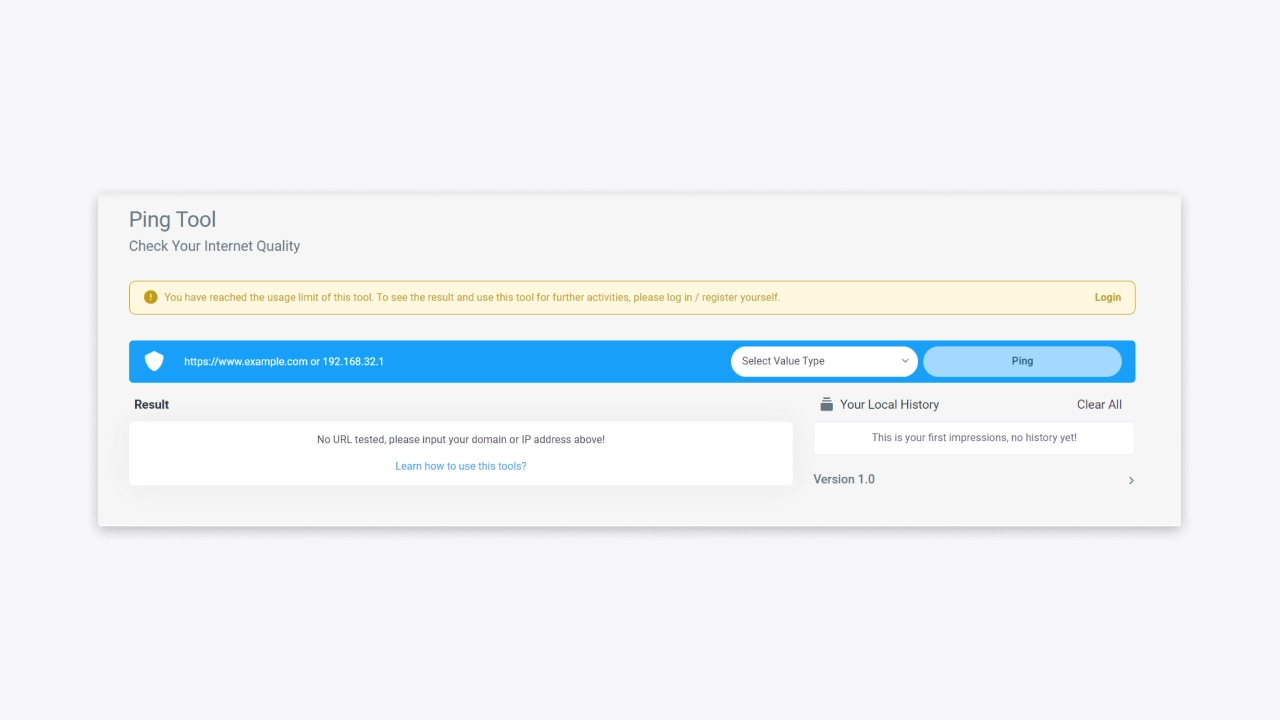 Ping Tool
Check Your Internet Quality
You have reached the usage limit of this tool. To see the result and use this tool for further activities, please log in / register yourself.
Login
https://www.example.com or 192.168.32.1
Select Value Type
Ping
Result
Your Local History
Clear All
No URL tested, please input your domain or IP address above!
This is your first impressions, no history yet!
Learn how to use this tools?
Version 1.0